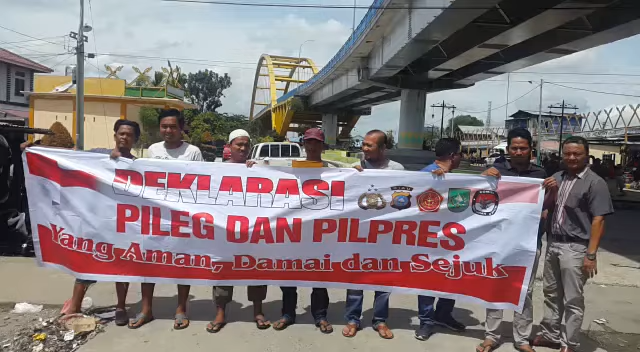 DEKLARASI
PILEG DAN PILPRES
Yang Aman, Damai dan Sejuk